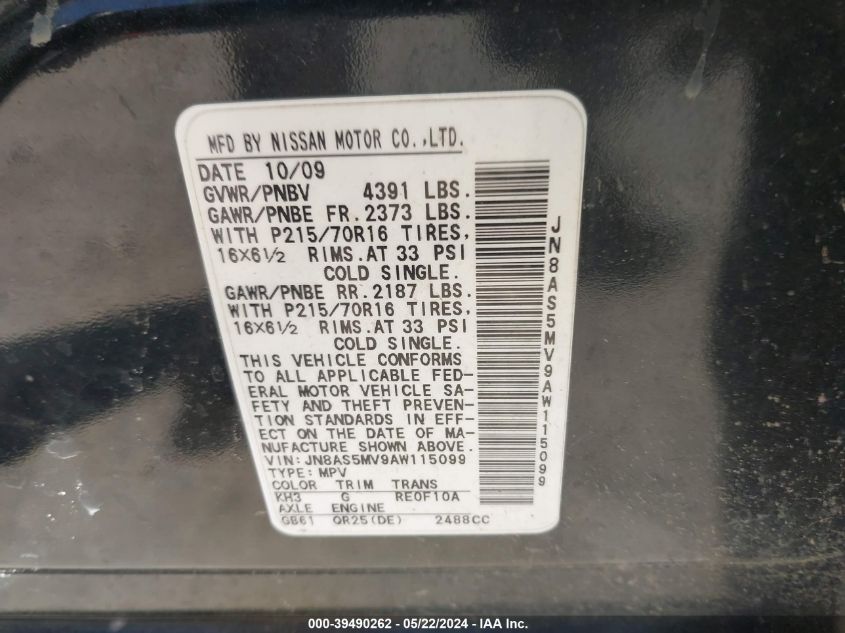 MFD BY NISSAN MOTOR CO.,LTD.
DATE 10/09
GVWR/PNBV 4391 LBS.
GAWR/PNBE FR.2373 LBS.
WITH P215/70R16 TIRES,
16X6½ RIMS.AT 33 PSI
COLD SINGLE.
GAWR/PNBE RR.2187 LBS.
WITH P215/70R16 TIRES,
16X6½ RIMS.AT 33 PSI
COLD SINGLE.
THIS VEHICLE CONFORMS
TO ALL APPLICABLE FED-
ERAL MOTOR VEHICLE SA-
FETY AND THEFT PREVEN-
TION STANDARDS IN EFF-
ECT ON THE DATE OF MA-
NUFACTURE SHOWN ABOVE.
VIN: JN8AS5MV9AW115099
TYPE: MPV
COLOR TRIM TRANS
KH3 G RE0F10A
AXLE ENGINE
GB61 QR25(DE) 2488CC
JN8AS5MV9AW115099
000-39490262 - 05/22/2024 - IAA Inc.